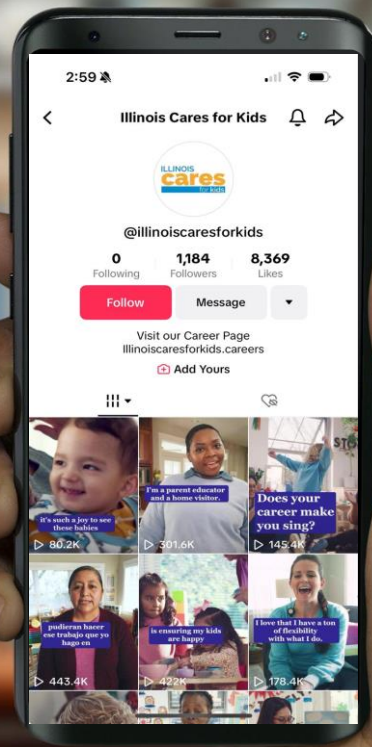 2:59
Illinois Cares for Kids
ILLINOIS
cares
for kids
@illinoiscaresforkids
0 1,184 8,369
Following Followers Likes
Follow Message
Visit our Career Page
Illinoiscaresforkids.careers
Add Yours
it's such a joy to see
these babies
80.2K
I'm a parent educator
and a home visitor.
301.6K
STO
Does your
career make
you sing?
145.4K
pudieran hacer
ese trabajo que yo
hago en
443.4K
is ensuring my kids
are happy
422K
I love that I have a ton
of flexibility
with what I do.
178.4K